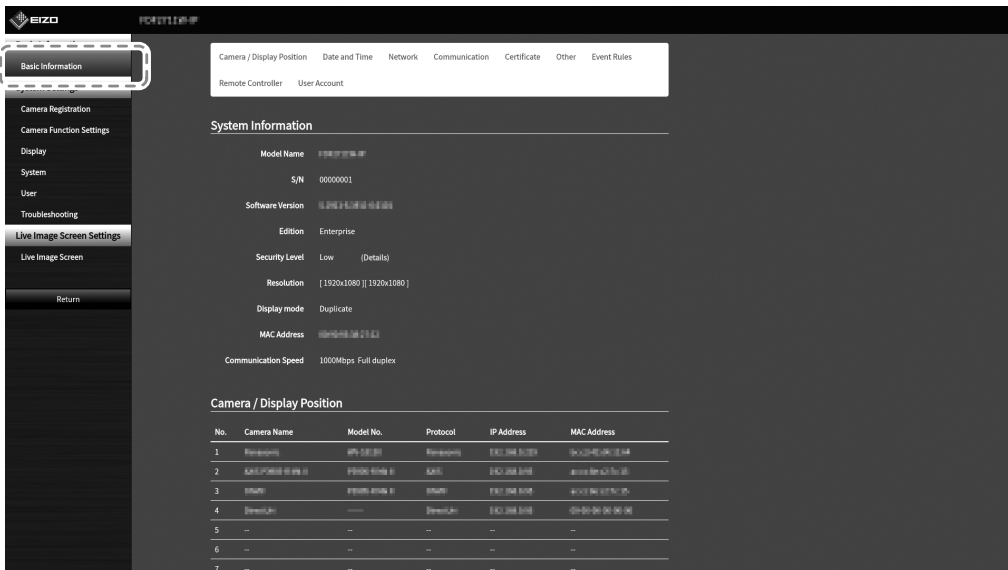 EIZO
Basic Information
System Settings
Camera Registration
Camera Function Settings
Display
System
User
Troubleshooting
Live Image Screen Settings
Live Image Screen
Return
Camera / Display Position Date and Time Network Communication Certificate Other Event Rules
Remote Controller User Account
System Information
Model Name
S/N 00000001
Software Version
Edition Enterprise
Security Level Low (Details)
Resolution [ 1920x1080 ][ 1920x1080 ]
Display mode Duplicate
MAC Address
Communication Speed 1000Mbps Full duplex
Camera / Display Position
No. Camera Name Model No. Protocol IP Address MAC Address
1
2
3
4
5 -- -- -- -- --
6 -- -- -- -- --
7